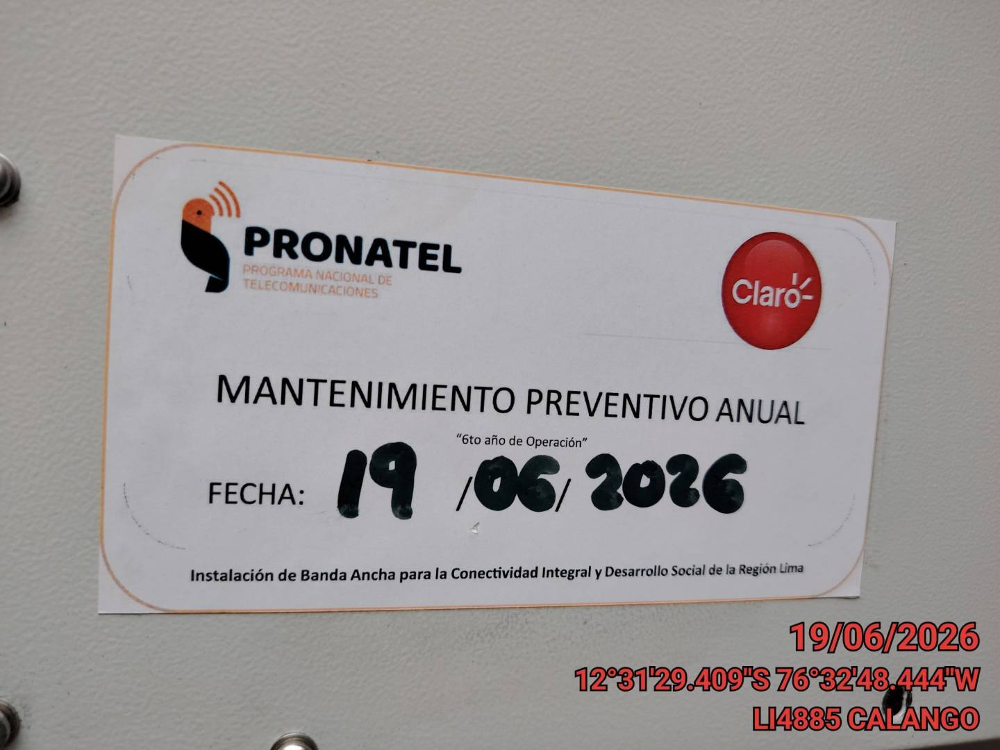 PRONATEL
PROGRAMA NACIONAL DE
TELECOMUNICACIONES
Claro
MANTENIMIENTO PREVENTIVO ANUAL
"6to año de Operación"
FECHA: 19 /06/ 2026
Instalación de Banda Ancha para la Conectividad Integral y Desarrollo Social de la Región Lima
19/06/2026
12°31'29.409"S 76°32'48.444"W
LI4885 CALANGO